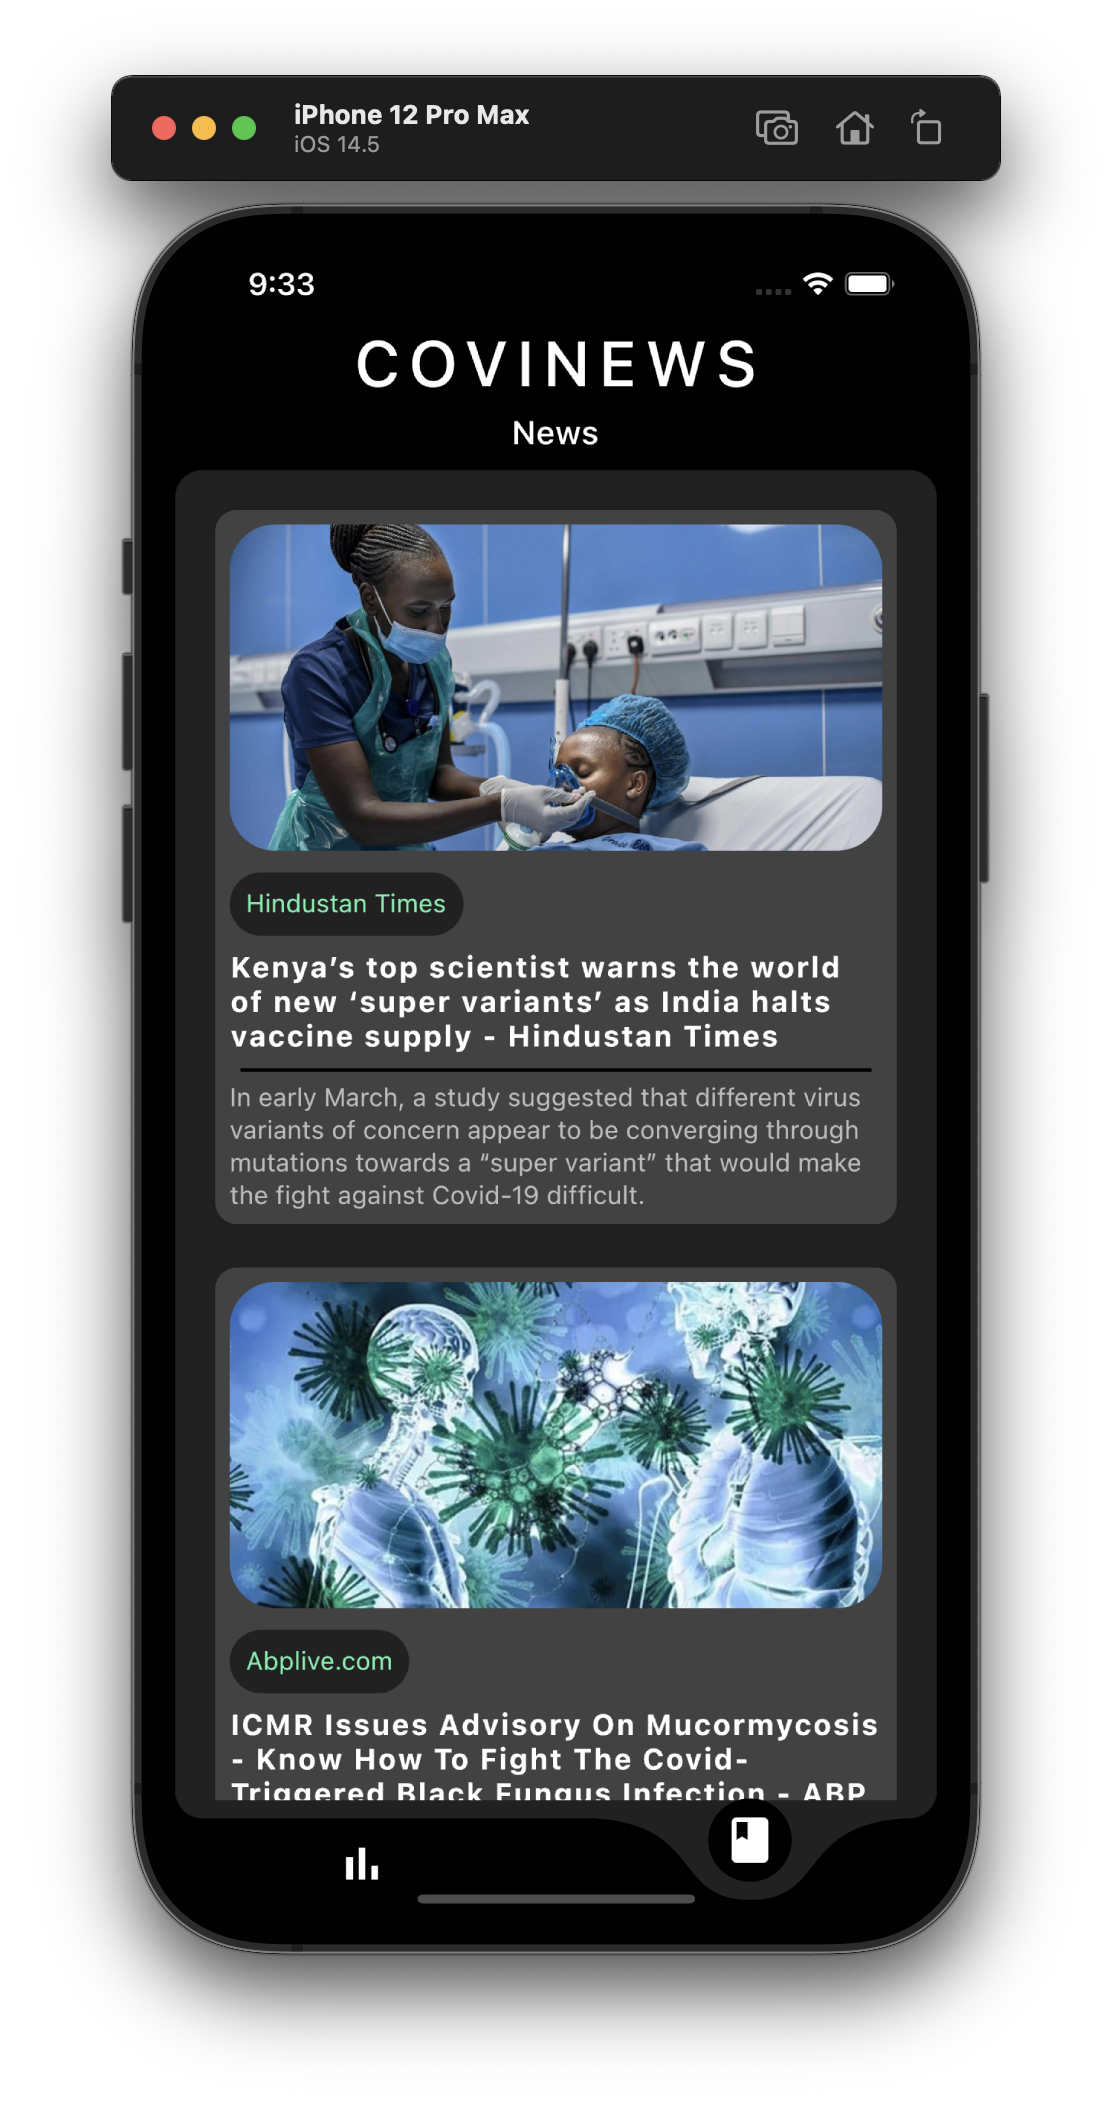 iPhone 12 Pro Max
iOS 14.5
9:33
COVINEWS
News
Hindustan Times
Kenya’s top scientist warns the world
of new ‘super variants’ as India halts
vaccine supply - Hindustan Times
In early March, a study suggested that different virus
variants of concern appear to be converging through
mutations towards a “super variant” that would make
the fight against Covid-19 difficult.
Abplive.com
ICMR Issues Advisory On Mucormycosis
- Know How To Fight The Covid-
Triggered Black Fungus Infection - ABP